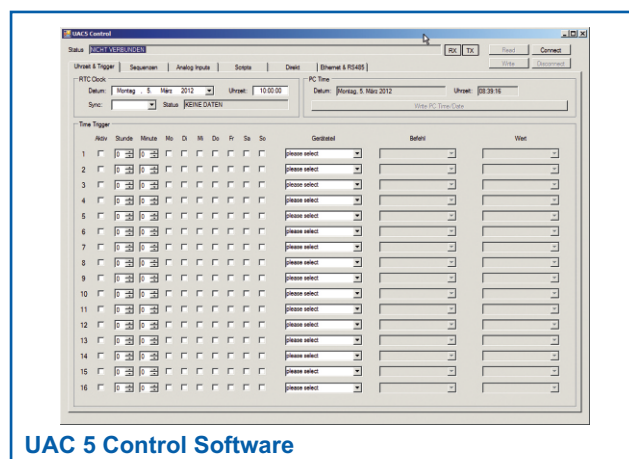 UAC5 Control
Status NICHT VERBUNDEN RX TX Read Connect
Write Disconnect
Uhrzeit & Trigger Sequenzen Analog Inputs Scripts Direkt Ethernet & RS485
RTC Clock PC Time
Datum: Montag , 5. März 2012 Uhrzeit: 10:00:00 Datum: Montag, 5. März 2012 Uhrzeit: 08:39:16
Sync: Status KEINE DATEN Write PC Time/Date
Time Trigger
Aktiv Stunde Minute Mo Di Mi Do Fr Sa So Geräteteil Befehl Wert
1 0 0 please select
2 0 0 please select
3 0 0 please select
4 0 0 please select
5 0 0 please select
6 0 0 please select
7 0 0 please select
8 0 0 please select
9 0 0 please select
10 0 0 please select
11 0 0 please select
12 0 0 please select
13 0 0 please select
14 0 0 please select
15 0 0 please select
16 0 0 please select
UAC 5 Control Software